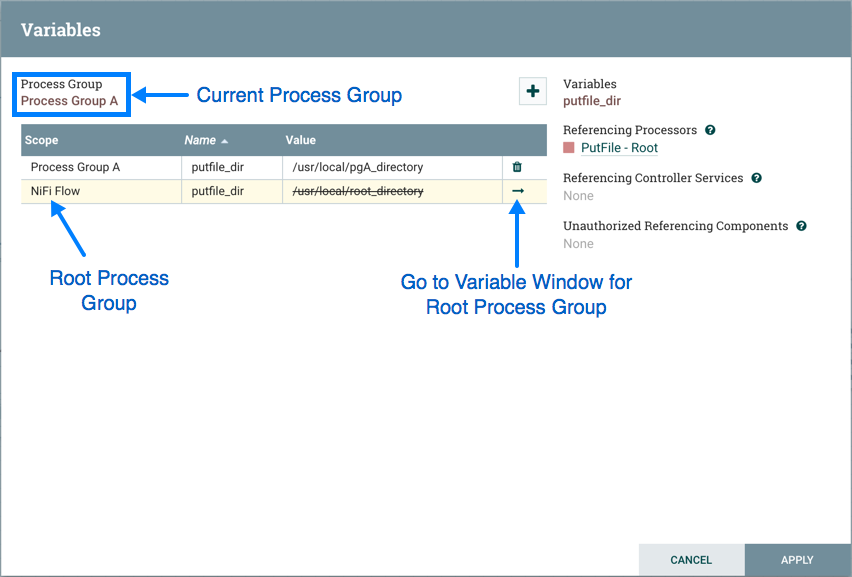 Variables
Process Group
Process Group A
Current Process Group
Scope Name Value
Process Group A putfile_dir /usr/local/pgA_directory
NiFi Flow putfile_dir /usr/local/root_directory
Root Process
Group
Go to Variable Window for
Root Process Group
Variables
putfile_dir
Referencing Processors
PutFile - Root
Referencing Controller Services
None
Unauthorized Referencing Components
None
CANCEL APPLY